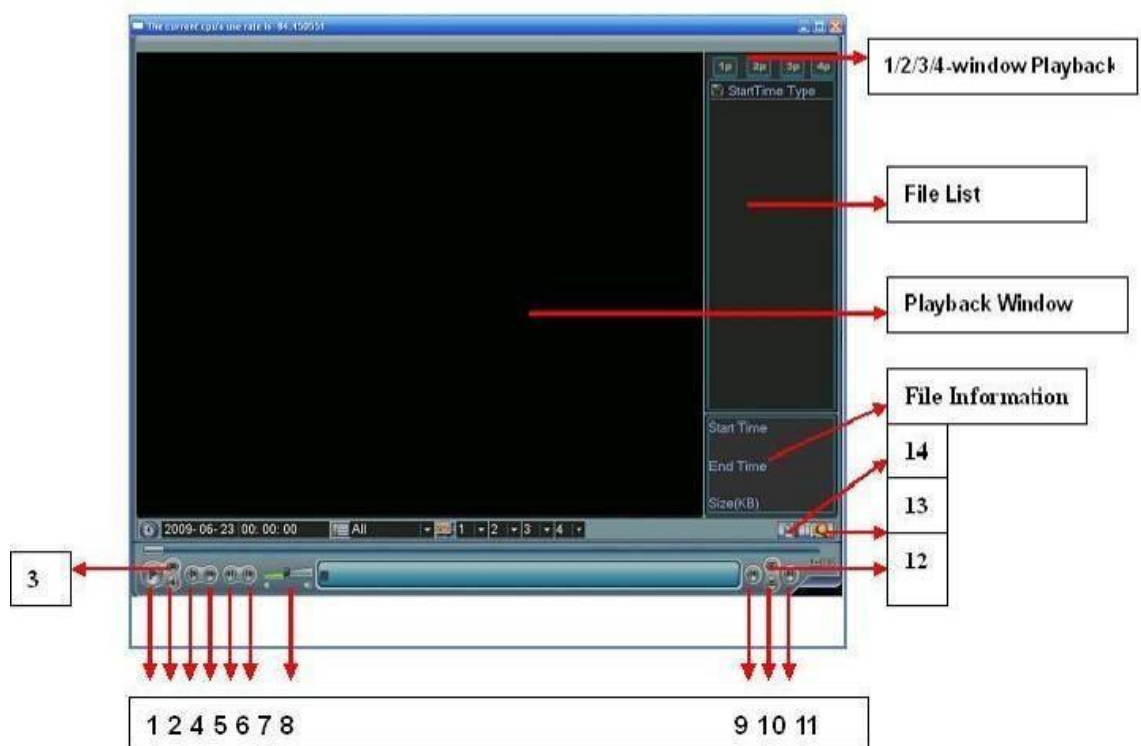 The current cpu's use rate is 84.450551
1p 2p 3p 4p
1/2/3/4-window Playback
StartTime Type
File List
Playback Window
File Information
Start Time
14
End Time
13
Size(KB)
2009-06-23 00:00:00 All 1 2 3 4
12
3
1 2 4 5 6 7 8 9 10 11